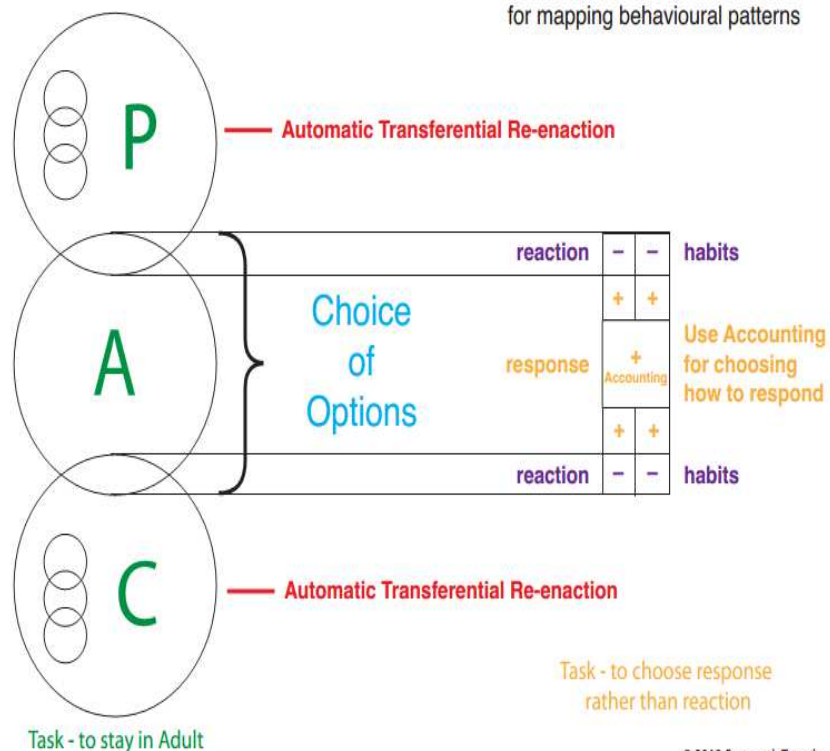 for mapping behavioural patterns
P
Automatic Transferential Re-enaction
reaction – – habits
+ +
A
Choice
of
Options
response
+
Accounting
Use Accounting
for choosing
how to respond
+ +
reaction – – habits
C
Automatic Transferential Re-enaction
Task - to choose response
rather than reaction
Task - to stay in Adult